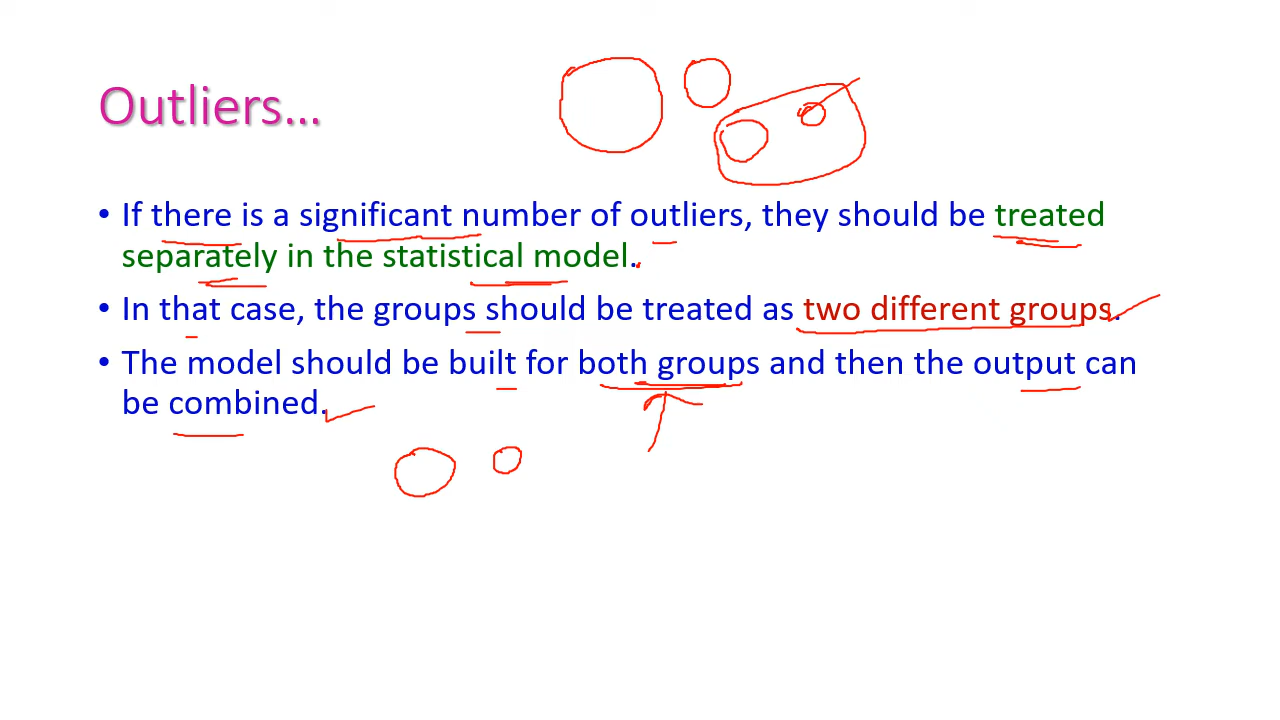 Outliers...
• If there is a significant number of outliers, they should be treated
separately in the statistical model.
• In that case, the groups should be treated as two different groups.
• The model should be built for both groups and then the output can
be combined.